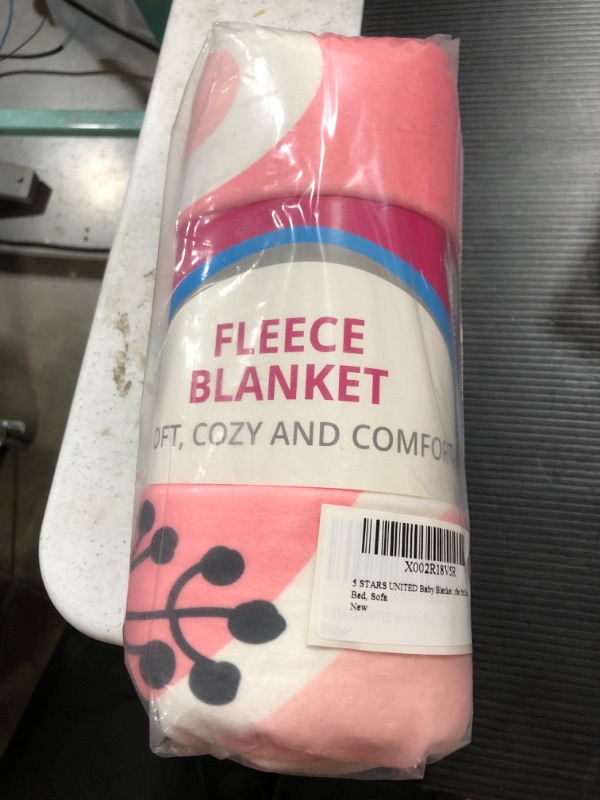 FLEECE
BLANKET
OFT, COZY AND COMFORT
X002R18V5R
5 STARS UNITED Baby Blanket
Bed, Sofa
New